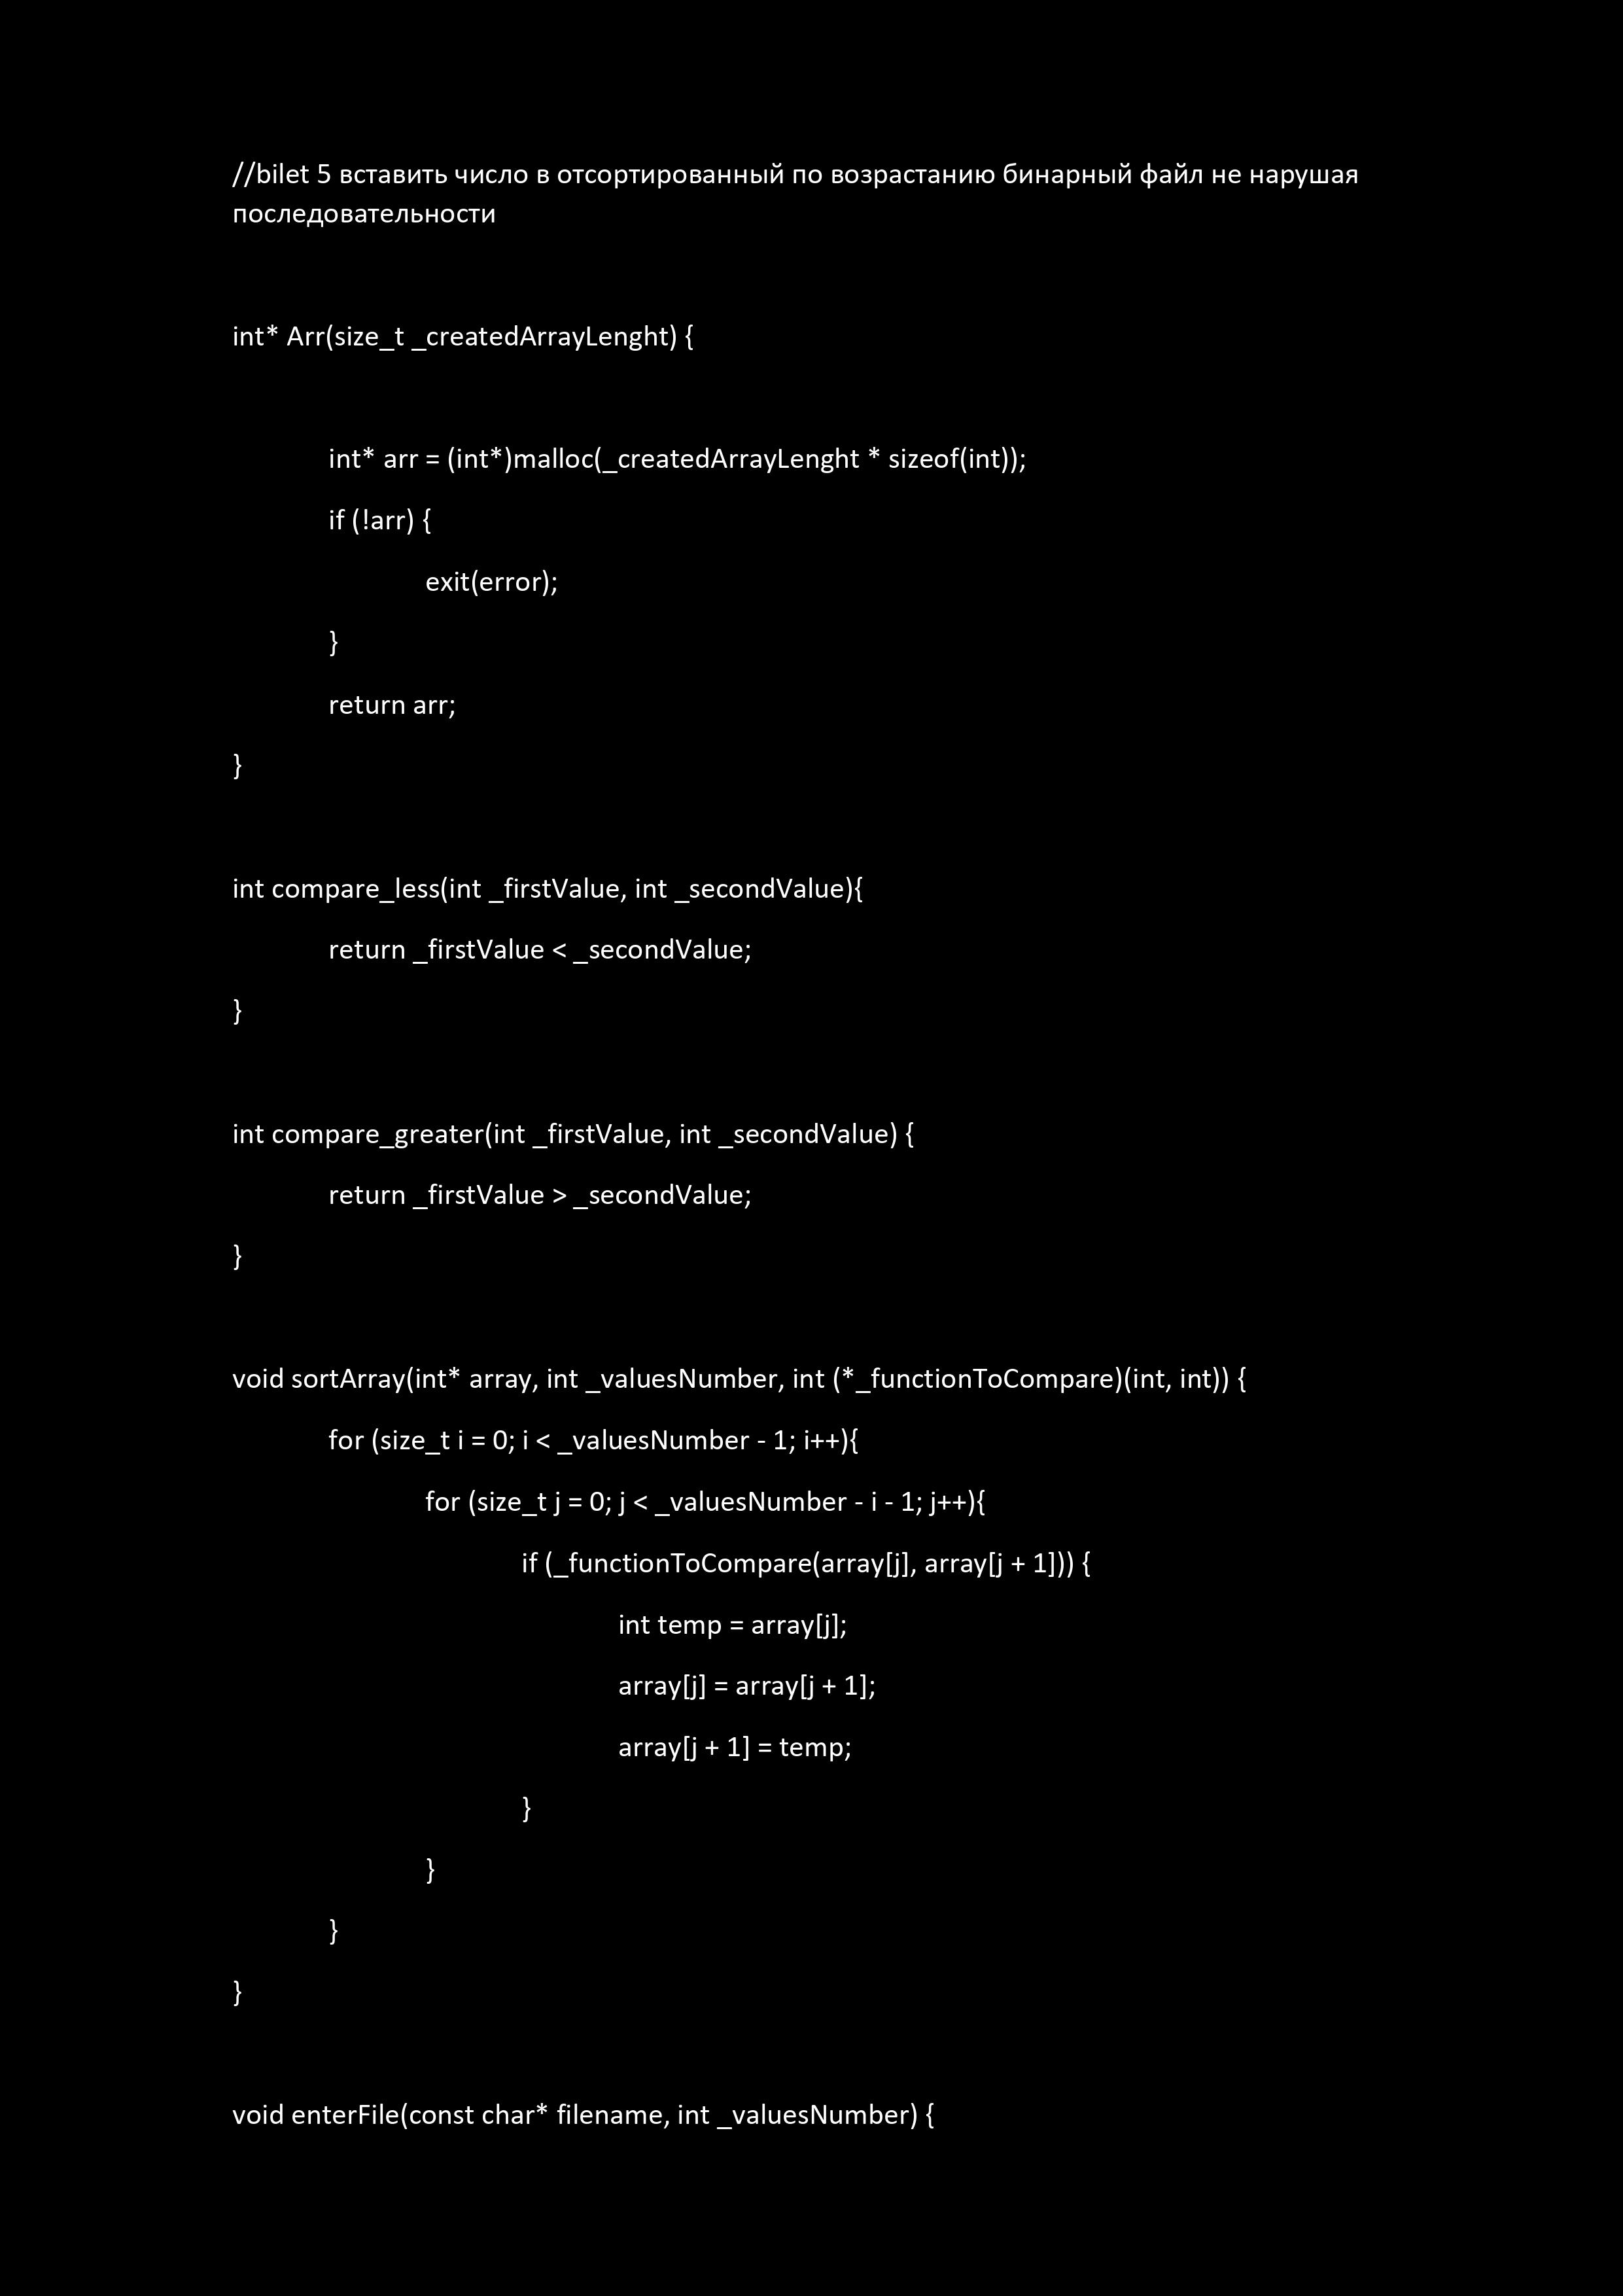 //bilet 5 вставить число в отсортированный по возрастанию бинарный файл не нарушая
последовательности
int* Arr(size_t _createdArrayLenght) {
int* arr = (int*)malloc(_createdArrayLenght * sizeof(int));
if (!arr) {
exit(error);
}
return arr;
}
int compare_less(int _firstValue, int _secondValue){
return _firstValue < _secondValue;
}
int compare_greater(int _firstValue, int _secondValue) {
return _firstValue > _secondValue;
}
void sortArray(int* array, int _valuesNumber, int (*_functionToCompare)(int, int)) {
for (size_t i = 0; i < _valuesNumber - 1; i++){
for (size_t j = 0; j < _valuesNumber - i - 1; j++){
if (_functionToCompare(array[j], array[j + 1])) {
int temp = array[j];
array[j] = array[j + 1];
array[j + 1] = temp;
}
}
}
}
void enterFile(const char* filename, int _valuesNumber) {